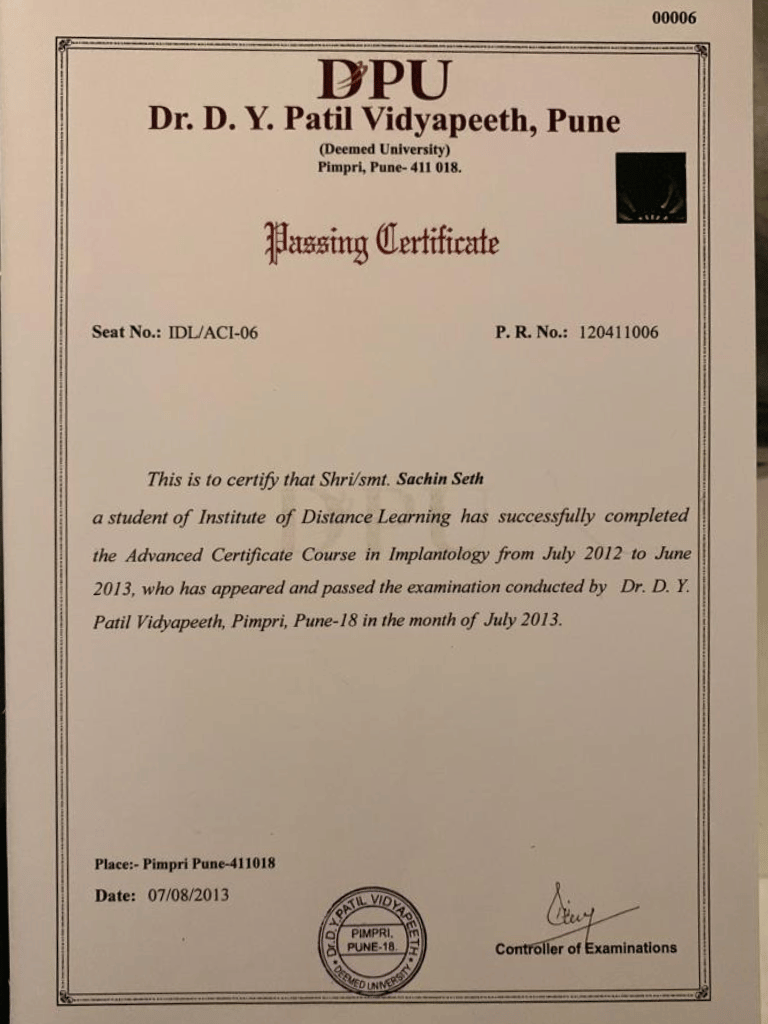 00006
DPU
Dr. D. Y. Patil Vidyapeeth, Pune
(Deemed University)
Pimpri, Pune- 411 018.
Passing Certificate
Seat No.: IDL/ACI-06 P. R. No.: 120411006
This is to certify that Shri/smt. Sachin Seth
a student of Institute of Distance Learning has successfully completed
the Advanced Certificate Course in Implantology from July 2012 to June
2013, who has appeared and passed the examination conducted by Dr. D. Y.
Patil Vidyapeeth, Pimpri, Pune-18 in the month of July 2013.
DPU
Place:- Pimpri Pune-411018
Date: 07/08/2013
Dr. D. Y. PATIL VIDYAPEETH
PIMPRI,
PUNE-18.
DEEMED UNIVERSITY
Controller of Examinations